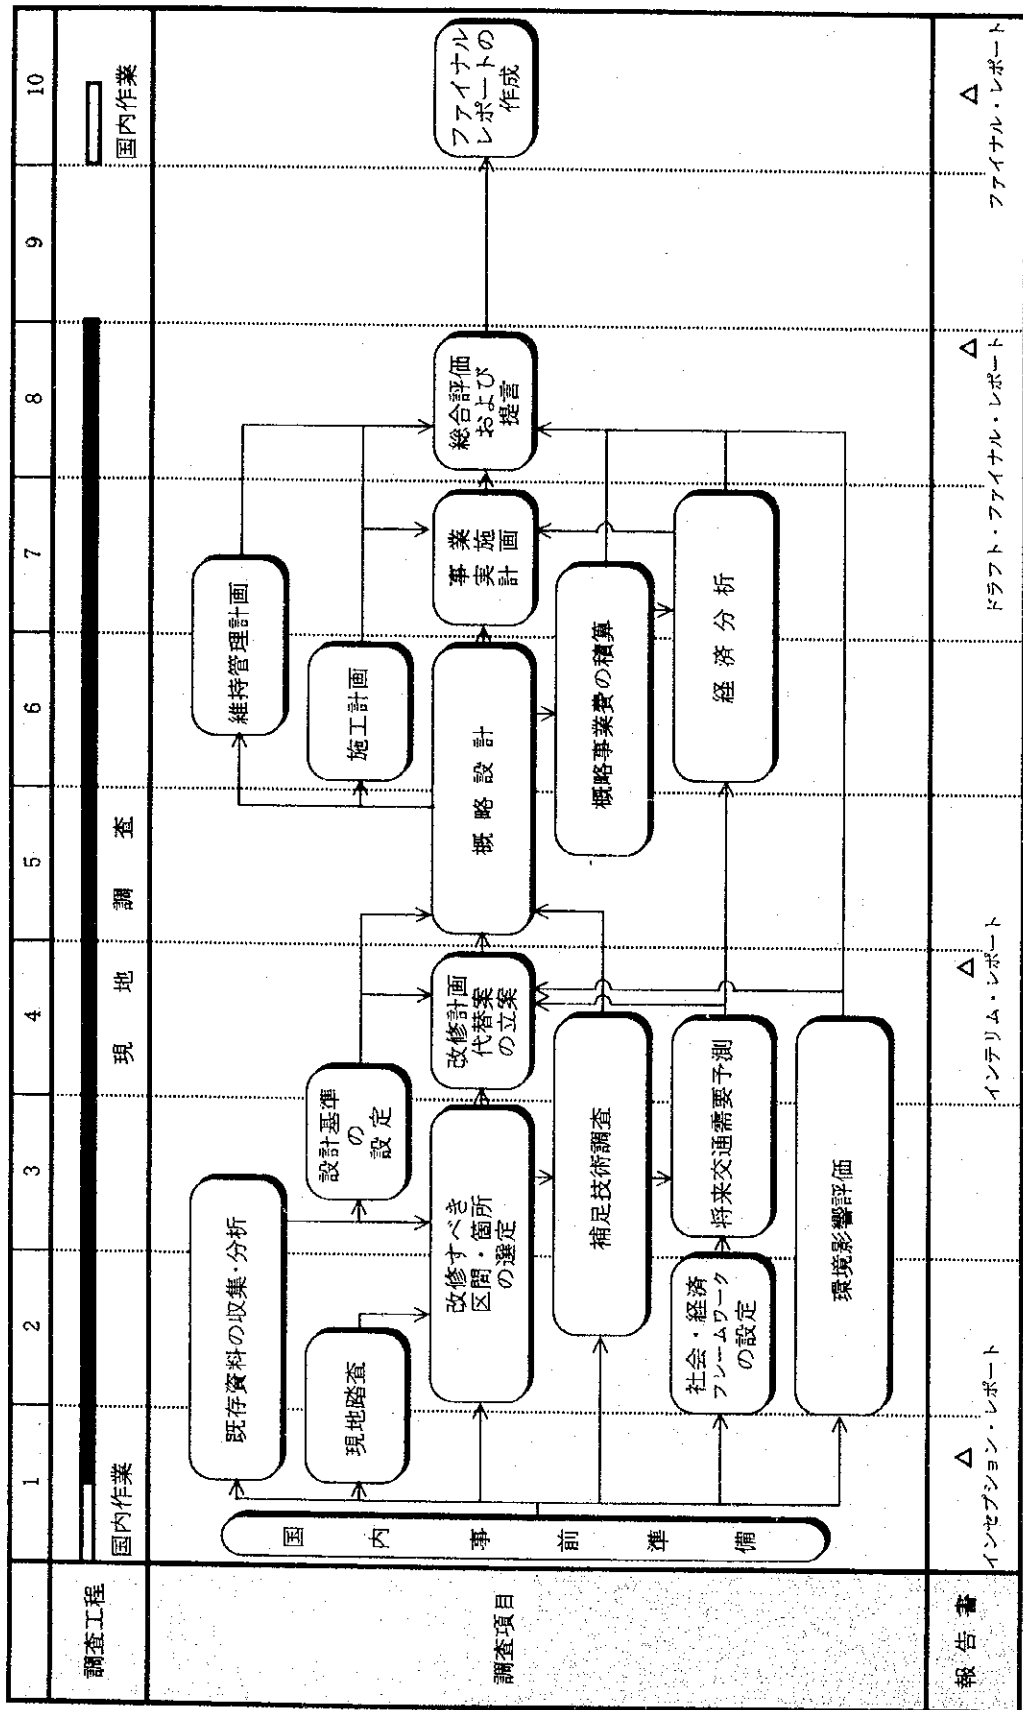 1 2 3 4 5 6 7 8 9 10
調査工程
国内作業
現地調査
国内作業
調査項目
国内事前準備
既存資料の収集・分析
現地踏査
改修すべき
区間・箇所
の選定
設計基準
の
設定
補足技術調査
社会・経済
フレームワーク
の設定
将来交通需要予測
環境影響評価
改修計画
代替案
の立案
概略設計
維持管理計画
施工計画
概略事業費の積算
経済分析
事業
実施
計画
総合評価
および
提言
ファイナル
レポートの
作成
報告書
△
インセプション・レポート
△
インテリム・レポート
△
ドラフト・ファイナル・レポート
△
ファイナル・レポート